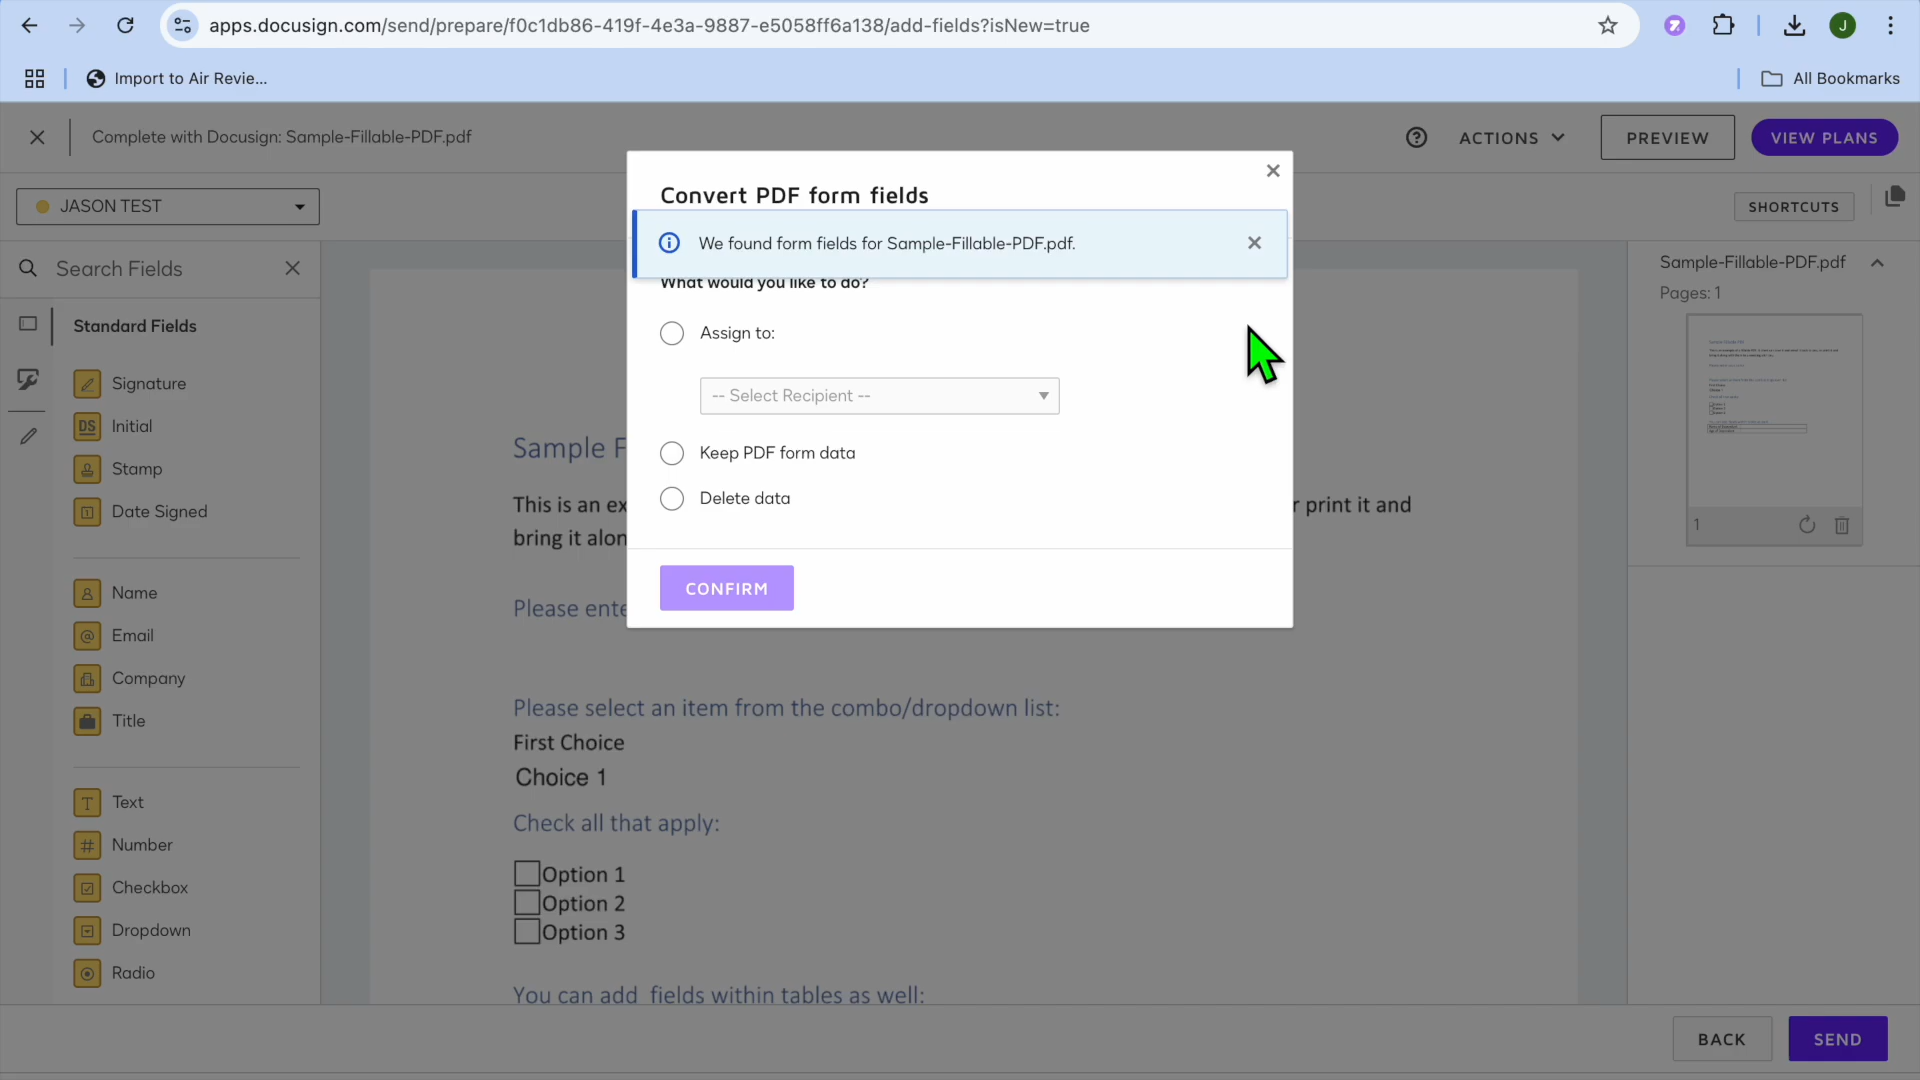 apps.docusign.com/send/prepare/f0c1db86-419f-4e3a-9887-e5058ff6a138/add-fields?isNew=true
J
Import to Air Revie...
All Bookmarks
Complete with Docusign: Sample-Fillable-PDF.pdf
ACTIONS
PREVIEW
VIEW PLANS
JASON TEST
SHORTCUTS
Search Fields
Standard Fields
Signature
DS
Initial
Stamp
Date Signed
Name
Email
Company
Title
Text
Number
Checkbox
Dropdown
Radio
Convert PDF form fields
We found form fields for Sample-Fillable-PDF.pdf.
What would you like to do?
Assign to:
-- Select Recipient --
Keep PDF form data
Delete data
CONFIRM
Sample F
This is an ex
r print it and
bring it alon
Please ente
Please select an item from the combo/dropdown list:
First Choice
Choice 1
Check all that apply:
Option 1
Option 2
Option 3
You can add fields within tables as well:
Sample-Fillable-PDF.pdf
Pages: 1
1
BACK
SEND